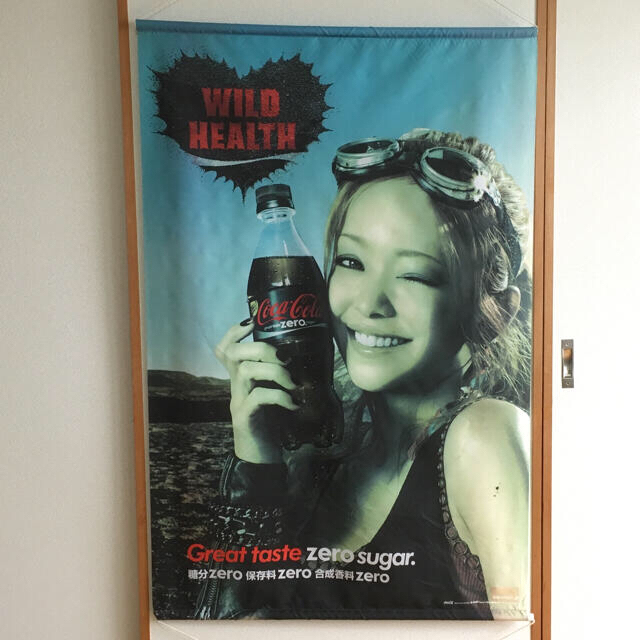 WILD
HEALTH
Coca-Cola
zero
Great taste, zero sugar.
糖分zero 保存料zero 合成香料zero